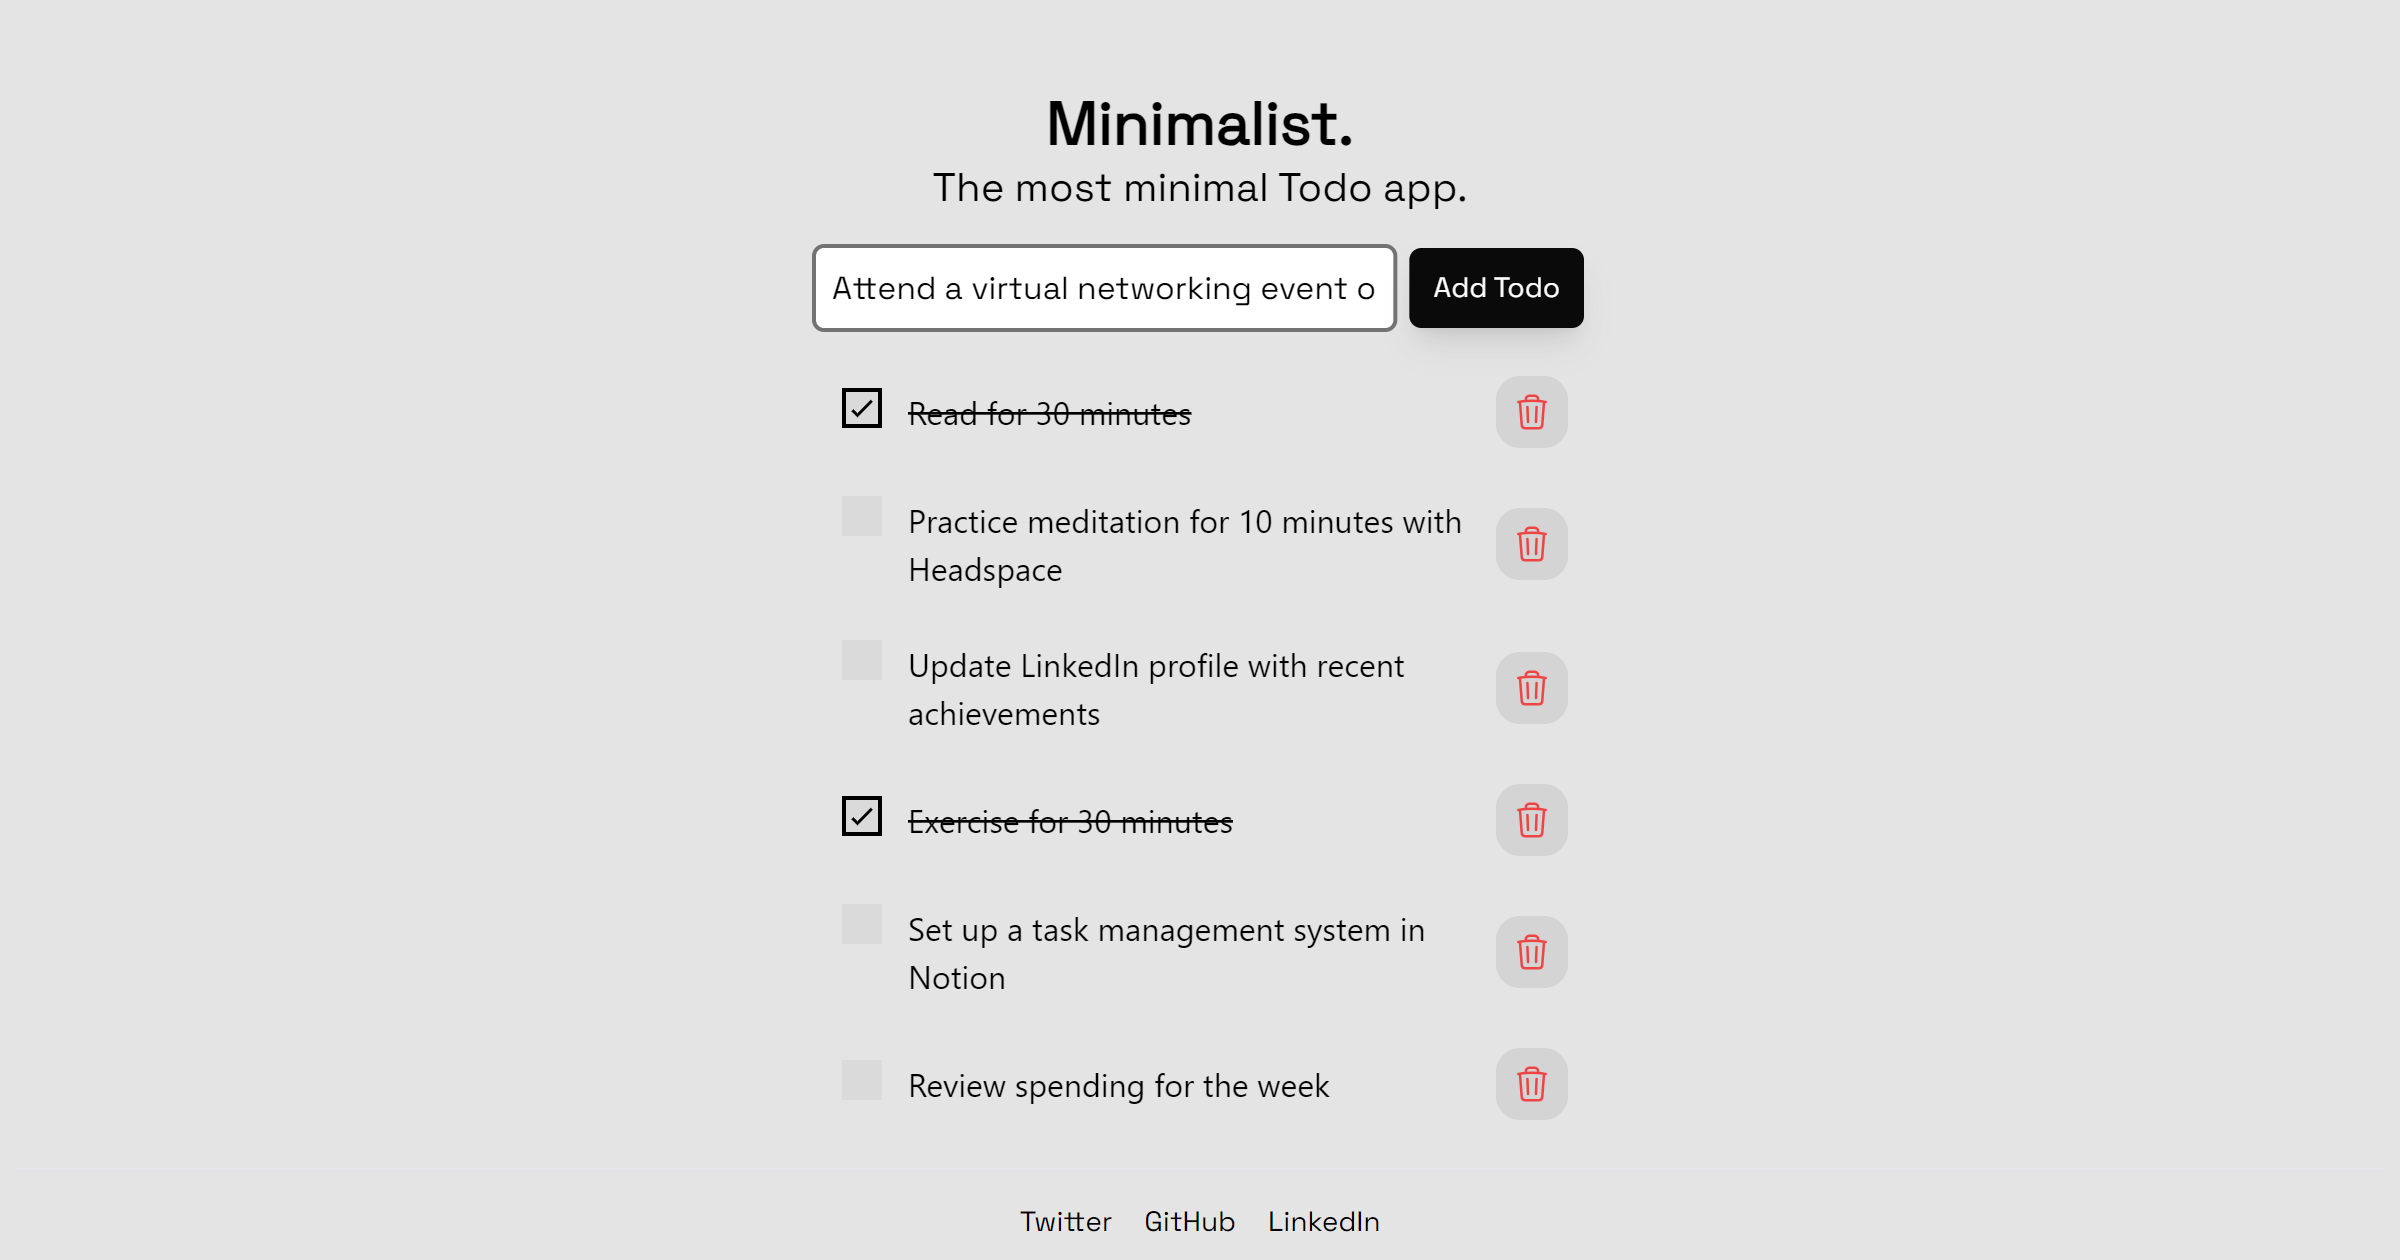 Minimalist.
The most minimal Todo app.
Attend a virtual networking event o
Add Todo
Read for 30 minutes
Practice meditation for 10 minutes with
Headspace
Update LinkedIn profile with recent
achievements
Exercise for 30 minutes
Set up a task management system in
Notion
Review spending for the week
Twitter GitHub LinkedIn